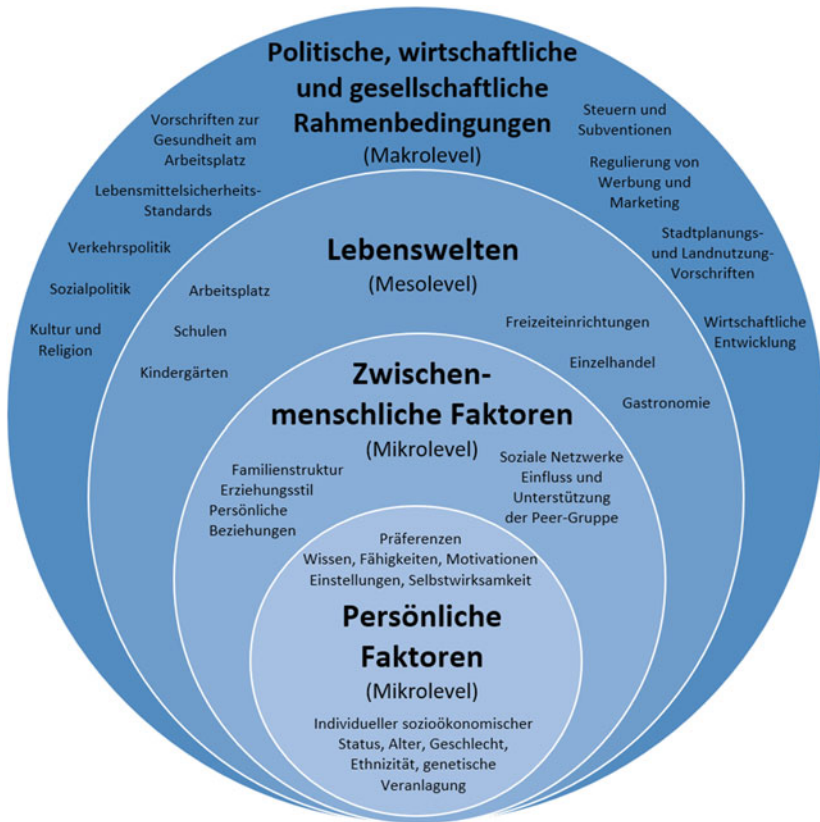 Politische, wirtschaftliche
und gesellschaftliche
Rahmenbedingungen
(Makrolevel)
Vorschriften zur
Gesundheit am
Arbeitsplatz
Lebensmittelsicherheits-
Standards
Verkehrspolitik
Sozialpolitik
Kultur und
Religion
Steuern und
Subventionen
Regulierung von
Werbung und
Marketing
Stadtplanungs-
und Landnutzung-
Vorschriften
Wirtschaftliche
Entwicklung
Lebenswelten
(Mesolevel)
Arbeitsplatz
Schulen
Kindergärten
Freizeiteinrichtungen
Einzelhandel
Gastronomie
Zwischen-
menschliche Faktoren
(Mikrolevel)
Familienstruktur
Erziehungsstil
Persönliche
Beziehungen
Soziale Netzwerke
Einfluss und
Unterstützung
der Peer-Gruppe
Präferenzen
Wissen, Fähigkeiten, Motivationen
Einstellungen, Selbstwirksamkeit
Persönliche
Faktoren
(Mikrolevel)
Individueller sozioökonomischer
Status, Alter, Geschlecht,
Ethnizität, genetische
Veranlagung